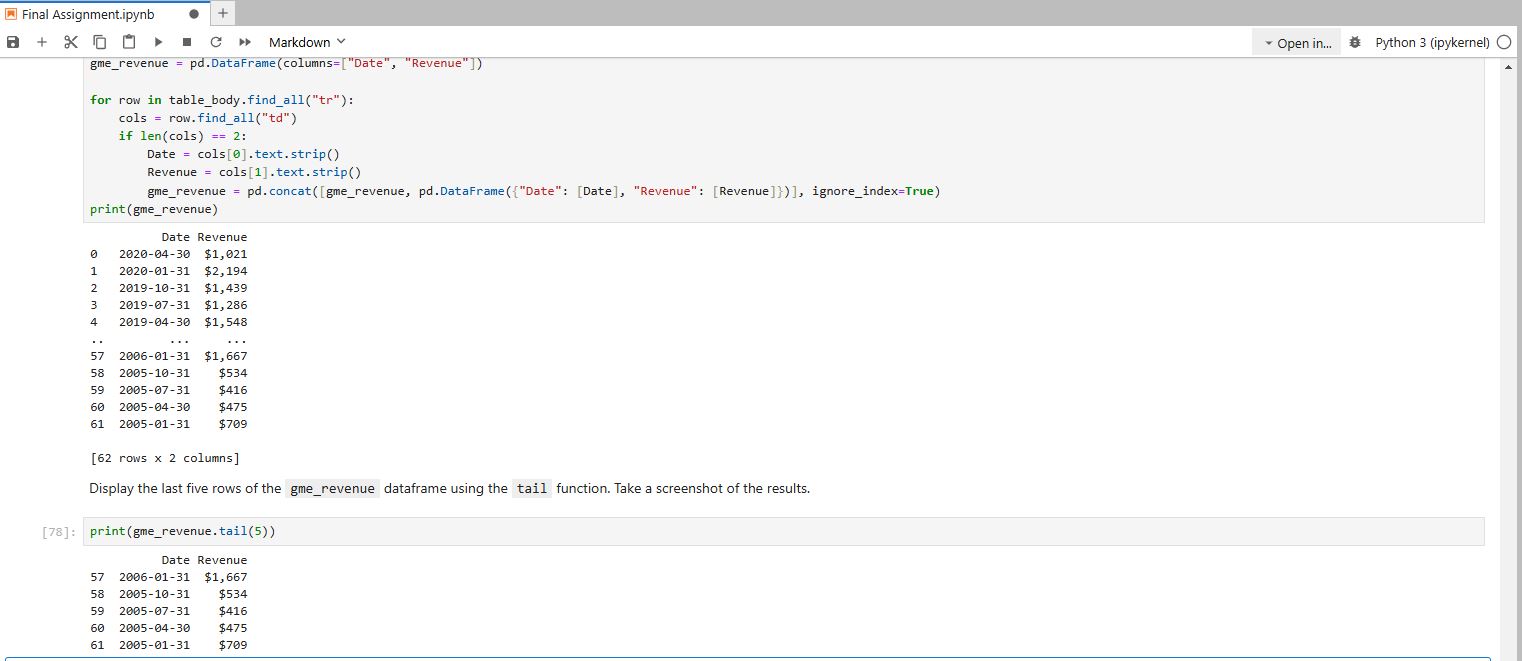 Final Assignment.ipynb
Markdown Open in... Python 3 (ipykernel)
gme_revenue = pd.DataFrame(columns=["Date", "Revenue"])
for row in table_body.find_all("tr"):
    cols = row.find_all("td")
    if len(cols) == 2:
        Date = cols[0].text.strip()
        Revenue = cols[1].text.strip()
        gme_revenue = pd.concat([gme_revenue, pd.DataFrame({"Date": [Date], "Revenue": [Revenue]})], ignore_index=True)
print(gme_revenue)
          Date Revenue
0   2020-04-30  $1,021
1   2020-01-31  $2,194
2   2019-10-31  $1,439
3   2019-07-31  $1,286
4   2019-04-30  $1,548
..         ...     ...
57  2006-01-31  $1,667
58  2005-10-31    $534
59  2005-07-31    $416
60  2005-04-30    $475
61  2005-01-31    $709
[62 rows x 2 columns]
Display the last five rows of the gme_revenue dataframe using the tail function. Take a screenshot of the results.
[78]: print(gme_revenue.tail(5))
          Date Revenue
57  2006-01-31  $1,667
58  2005-10-31    $534
59  2005-07-31    $416
60  2005-04-30    $475
61  2005-01-31    $709